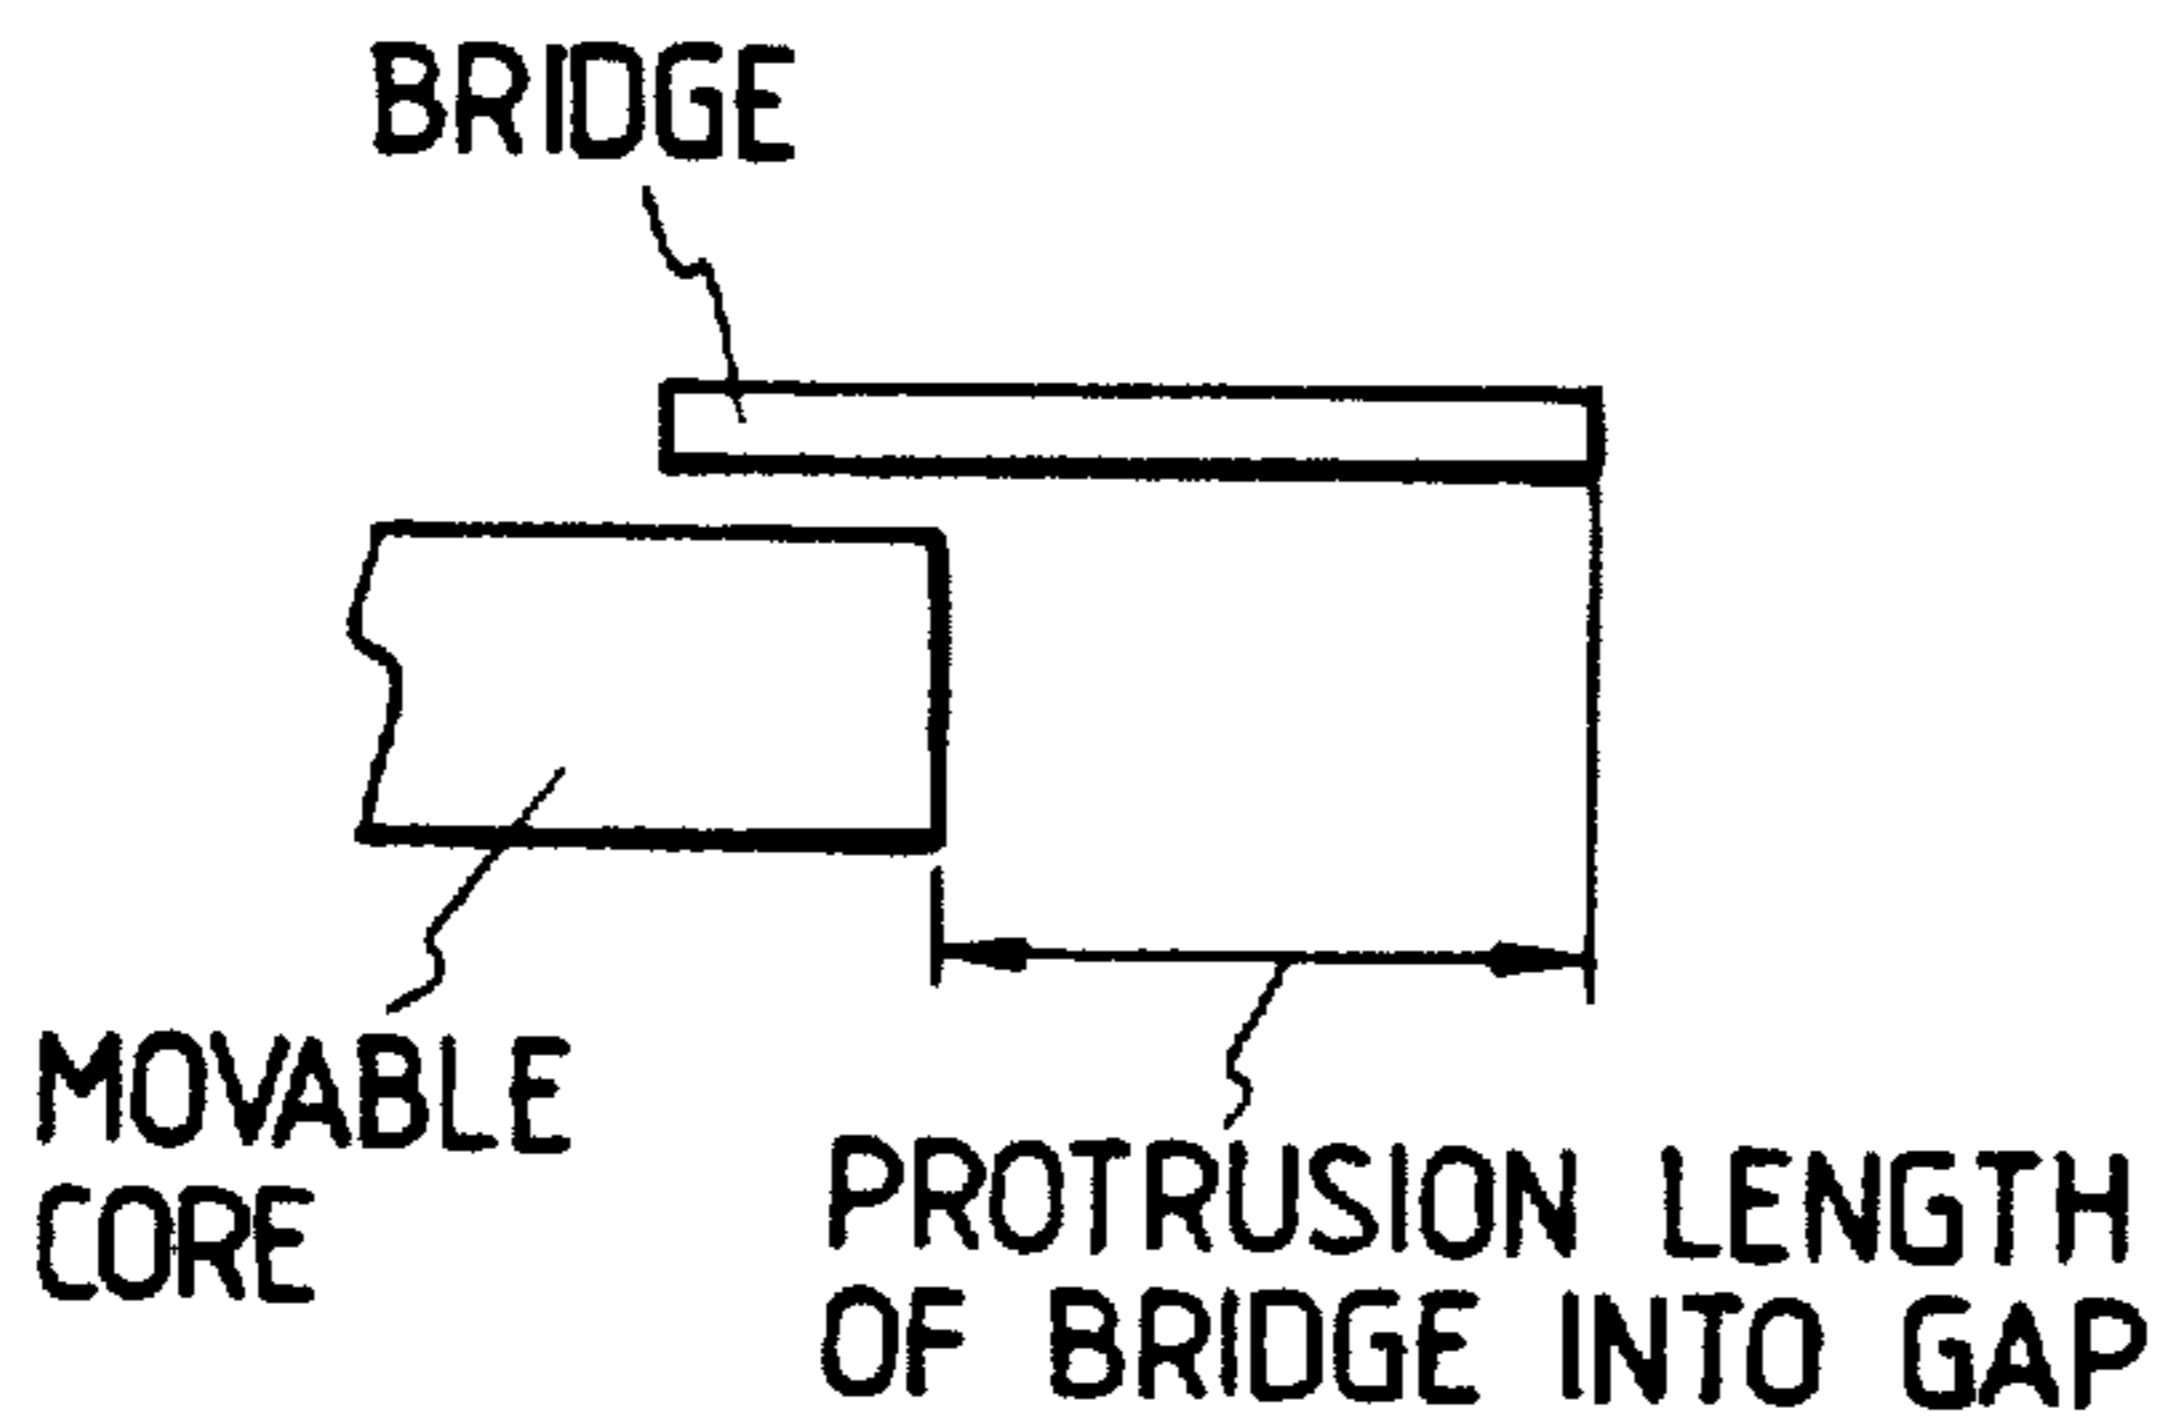 BRIDGE
MOVABLE
CORE
PROTRUSION LENGTH
OF BRIDGE INTO GAP